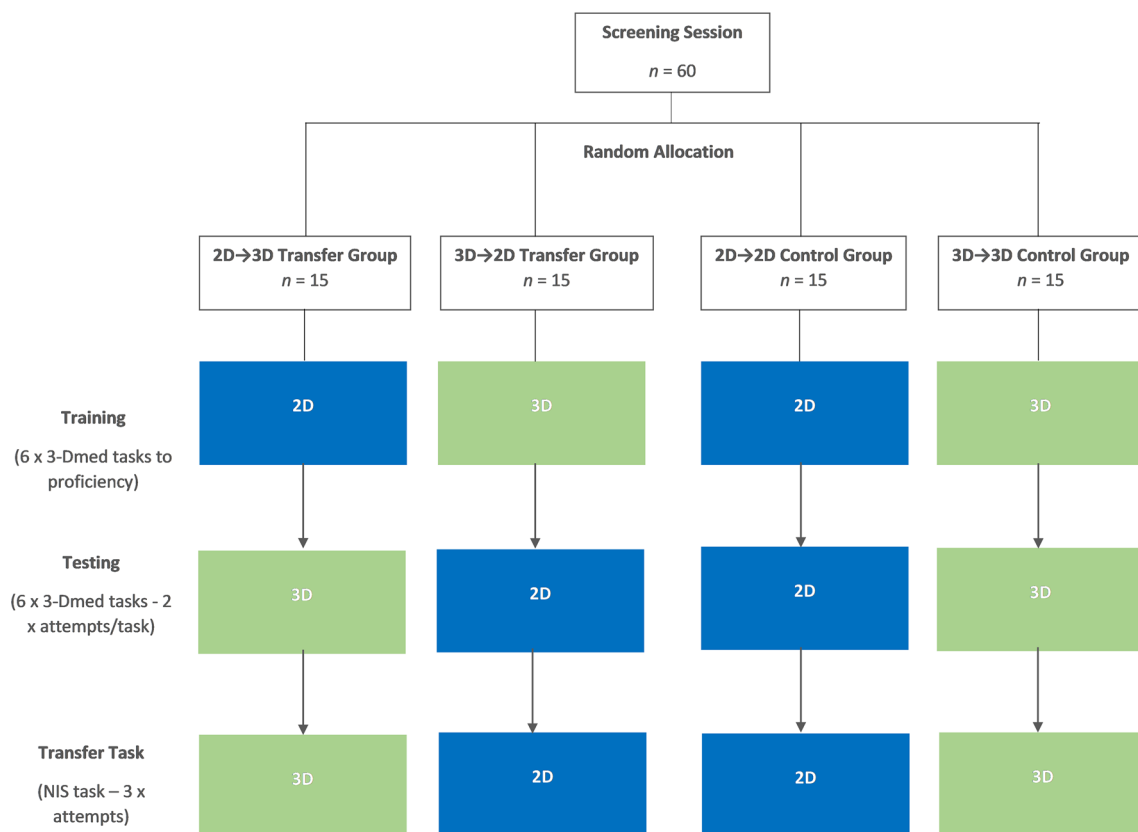 Screening Session
n = 60
Random Allocation
2D→3D Transfer Group
n = 15
3D→2D Transfer Group
n = 15
2D→2D Control Group
n = 15
3D→3D Control Group
n = 15
Training
(6 x 3-Dmed tasks to
proficiency)
2D
3D
2D
3D
Testing
(6 x 3-Dmed tasks - 2
x attempts/task)
3D
2D
2D
3D
Transfer Task
(NIS task – 3 x
attempts)
3D
2D
2D
3D